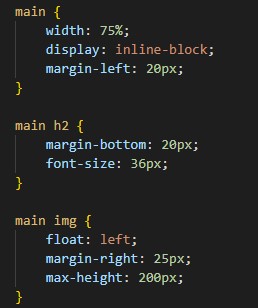 main {
    width: 75%;
    display: inline-block;
    margin-left: 20px;
}

main h2 {
    margin-bottom: 20px;
    font-size: 36px;
}

main img {
    float: left;
    margin-right: 25px;
    max-height: 200px;
}